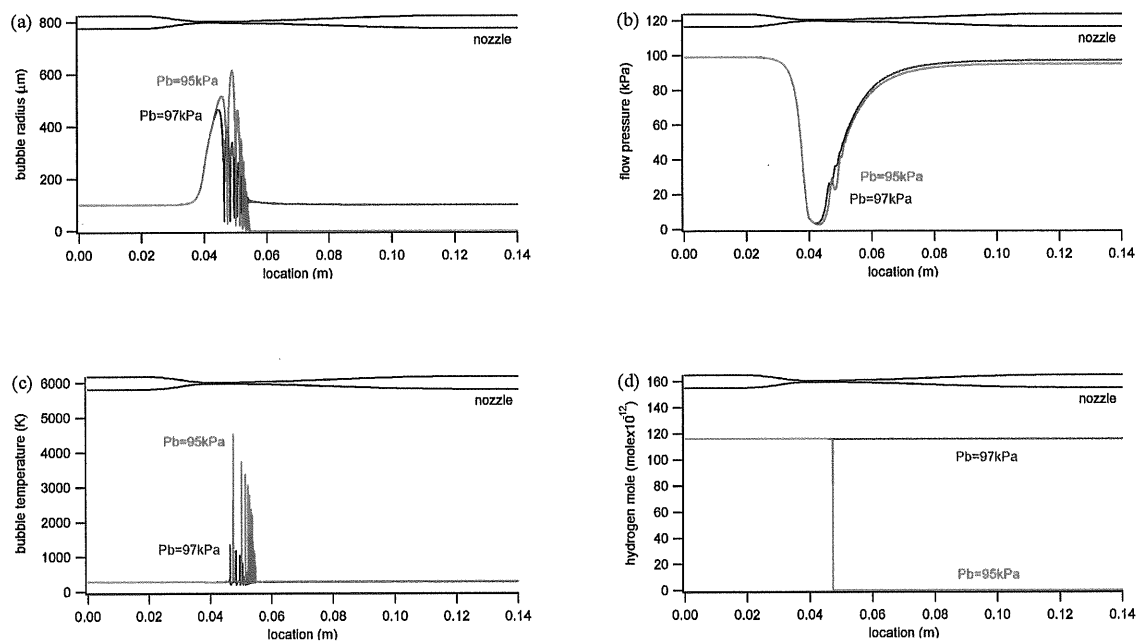 (a)
nozzle
Pb=95kPa
Pb=97kPa
bubble radius (μm)
800
600
400
200
0
0.00 0.02 0.04 0.06 0.08 0.10 0.12 0.14
location (m)
(b)
nozzle
Pb=95kPa
Pb=97kPa
flow pressure (kPa)
120
100
80
60
40
20
0
0.00 0.02 0.04 0.06 0.08 0.10 0.12 0.14
location (m)
(c)
nozzle
Pb=95kPa
Pb=97kPa
bubble temperature (K)
6000
5000
4000
3000
2000
1000
0
0.00 0.02 0.04 0.06 0.08 0.10 0.12 0.14
location (m)
(d)
nozzle
Pb=97kPa
Pb=95kPa
hydrogen mole (molex10⁻¹²)
160
140
120
100
80
60
40
20
0
0.00 0.02 0.04 0.06 0.08 0.10 0.12 0.14
location (m)